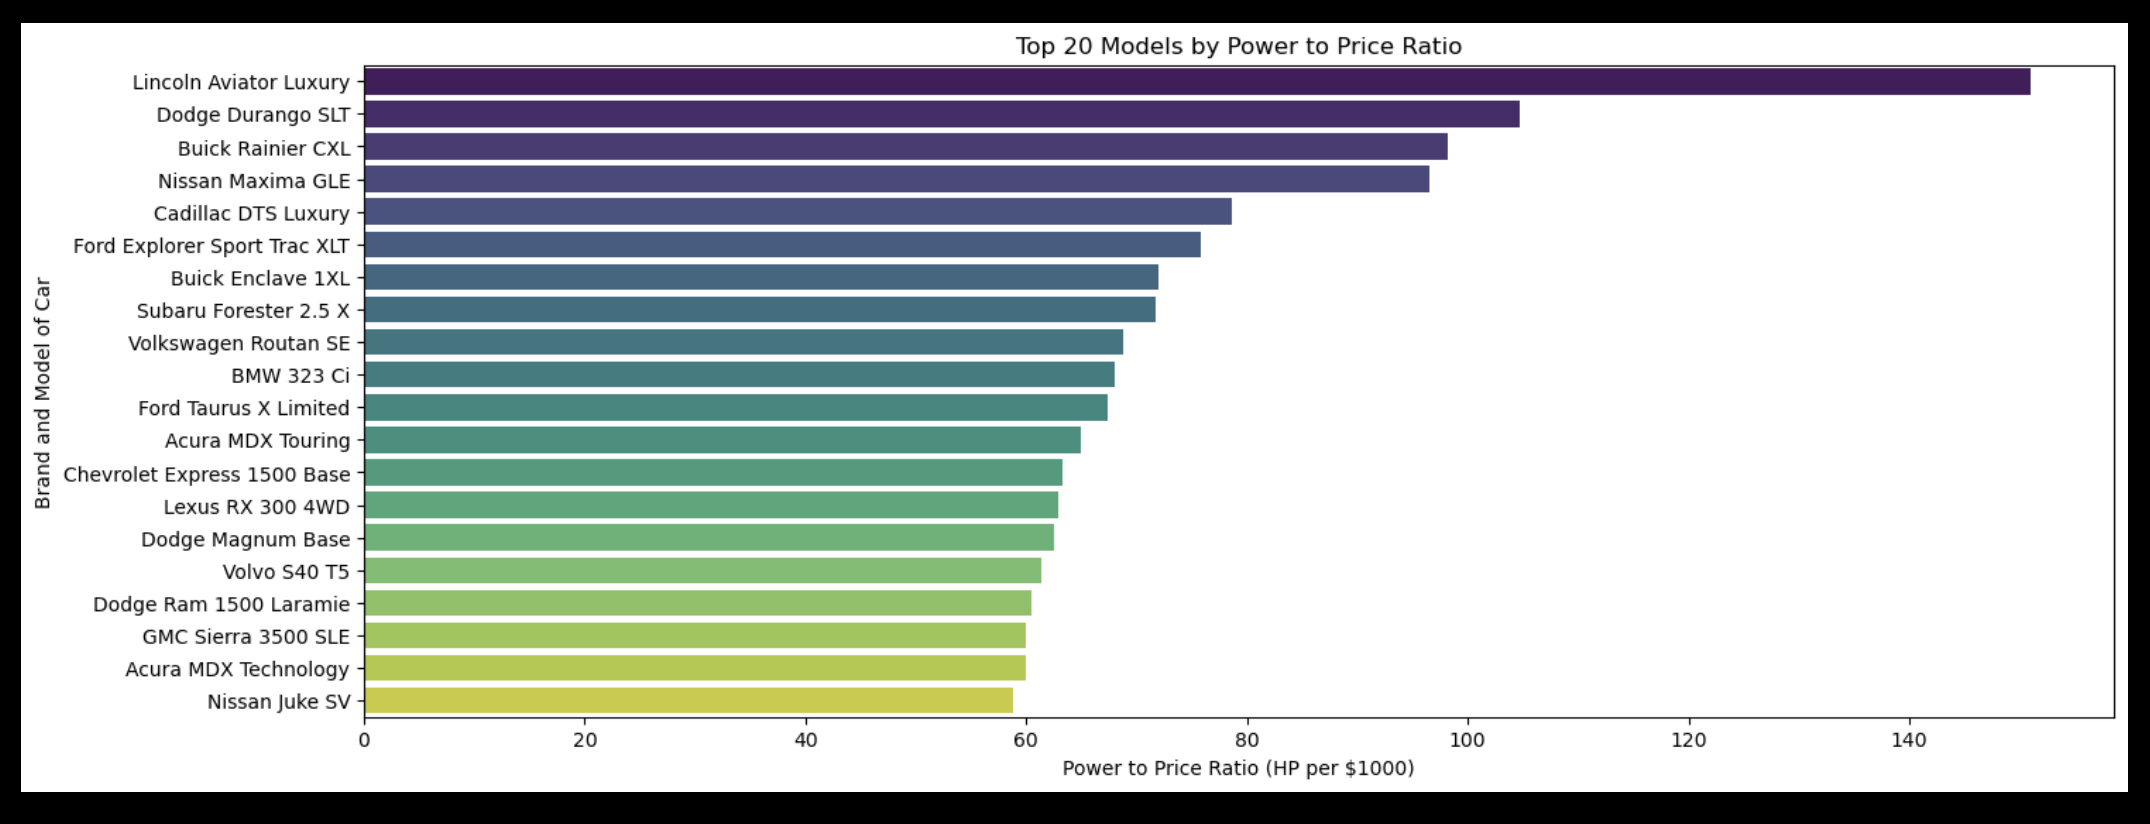 Top 20 Models by Power to Price Ratio
Brand and Model of Car
Lincoln Aviator Luxury
Dodge Durango SLT
Buick Rainier CXL
Nissan Maxima GLE
Cadillac DTS Luxury
Ford Explorer Sport Trac XLT
Buick Enclave 1XL
Subaru Forester 2.5 X
Volkswagen Routan SE
BMW 323 Ci
Ford Taurus X Limited
Acura MDX Touring
Chevrolet Express 1500 Base
Lexus RX 300 4WD
Dodge Magnum Base
Volvo S40 T5
Dodge Ram 1500 Laramie
GMC Sierra 3500 SLE
Acura MDX Technology
Nissan Juke SV
0 20 40 60 80 100 120 140
Power to Price Ratio (HP per $1000)